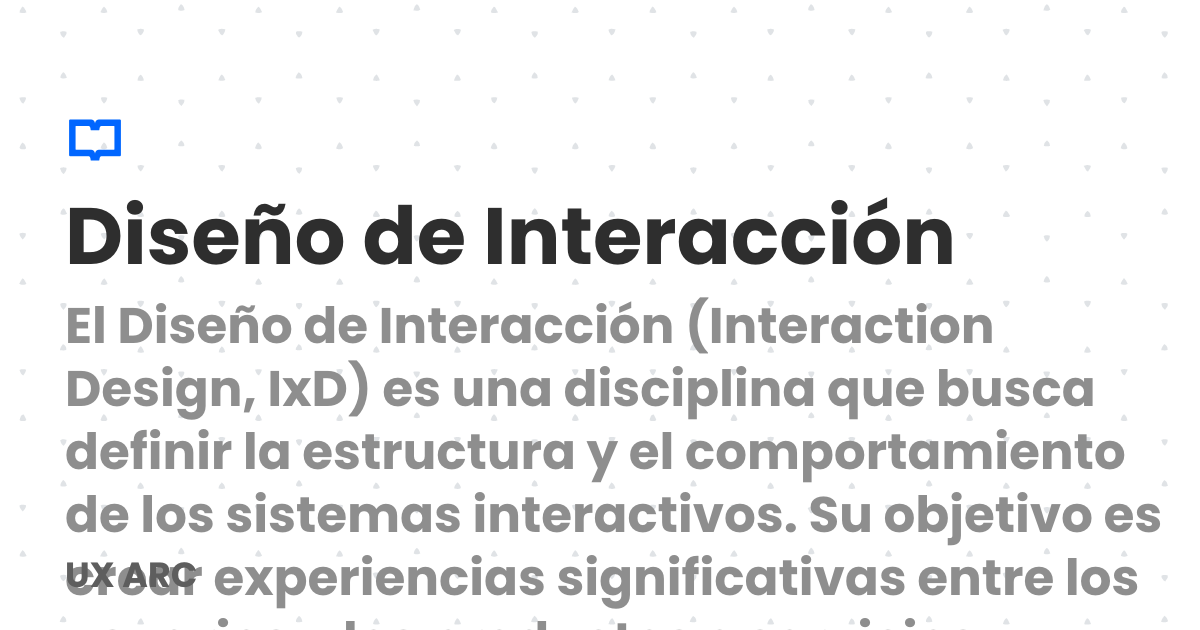 Diseño de Interacción
El Diseño de Interacción (Interaction
Design, IxD) es una disciplina que busca
definir la estructura y el comportamiento
de los sistemas interactivos. Su objetivo es
crear experiencias significativas entre los
UX ARC